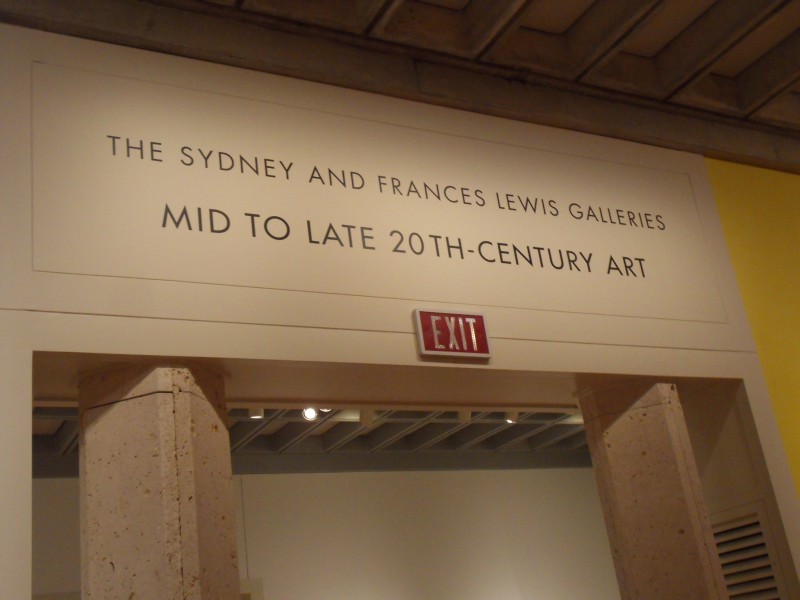 THE SYDNEY AND FRANCES LEWIS GALLERIES
MID TO LATE 20TH-CENTURY ART
EXIT